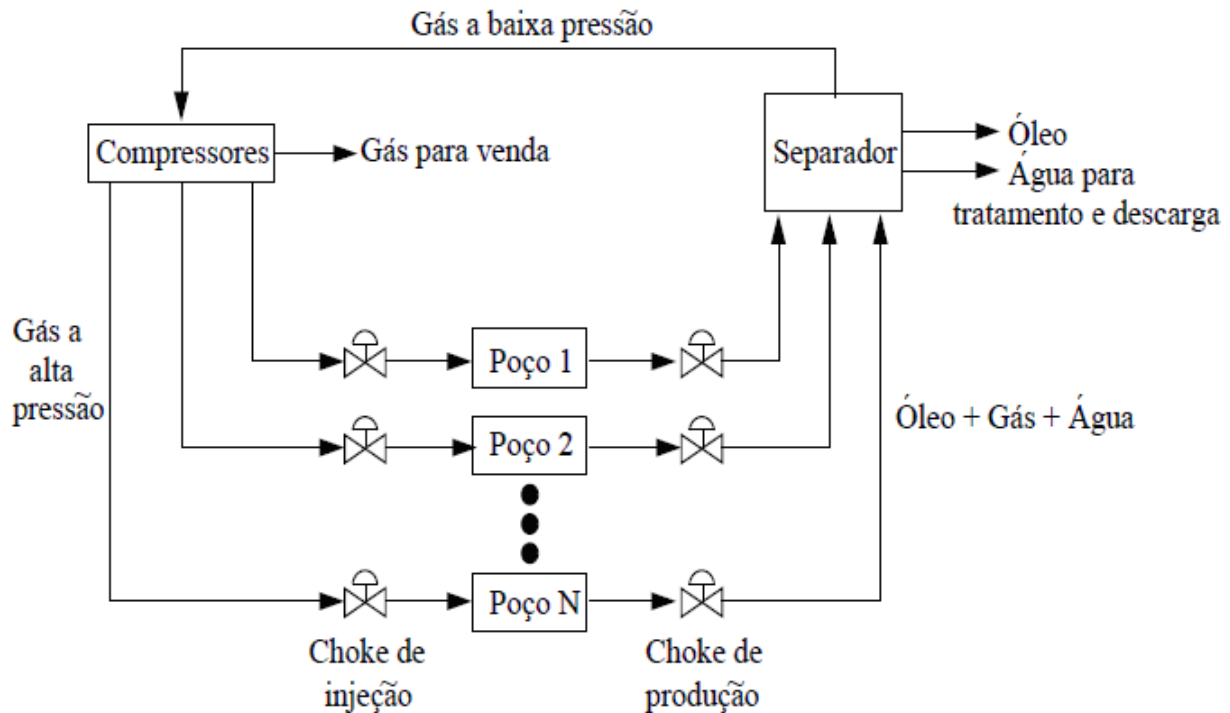 Gás a baixa pressão
Compressores
Gás para venda
Separador
Óleo
Água para
tratamento e descarga
Gás a
alta
pressão
Poço 1
Poço 2
Óleo + Gás + Água
Poço N
Choke de
injeção
Choke de
produção